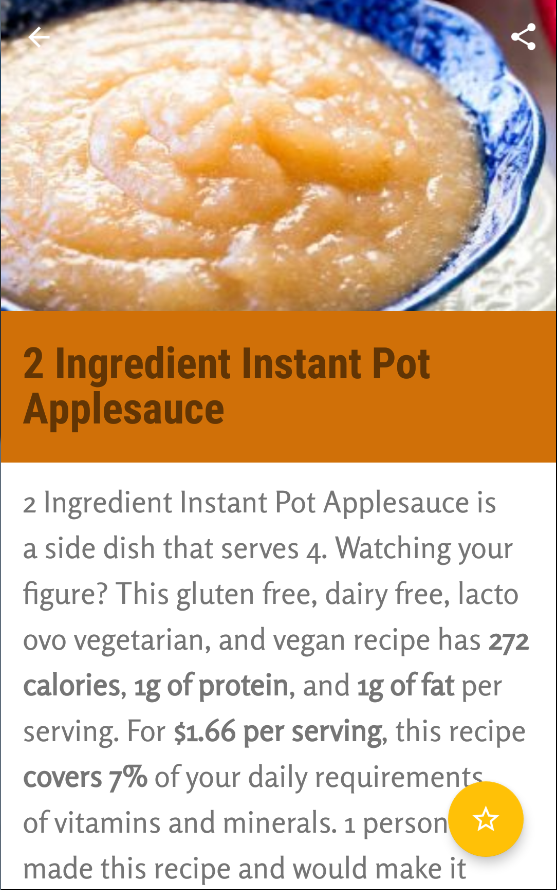 2 Ingredient Instant Pot
Applesauce
2 Ingredient Instant Pot Applesauce is
a side dish that serves 4. Watching your
figure? This gluten free, dairy free, lacto
ovo vegetarian, and vegan recipe has 272
calories, 1g of protein, and 1g of fat per
serving. For $1.66 per serving, this recipe
covers 7% of your daily requirements
of vitamins and minerals. 1 person
made this recipe and would make it